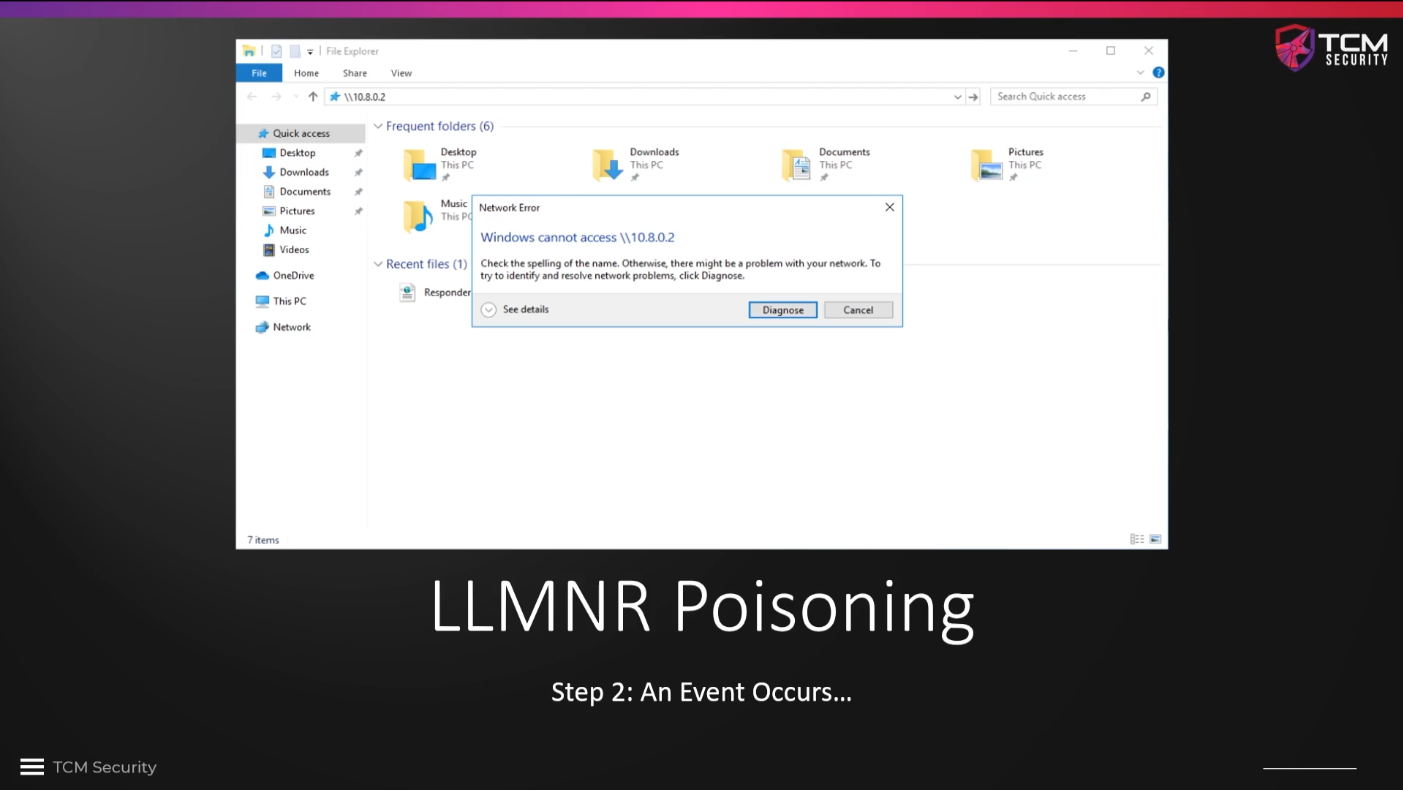 TCM
SECURITY
File Explorer
File Home Share View
\\10.8.0.2
Search Quick access
Quick access
Desktop
Downloads
Documents
Pictures
Music
Videos
OneDrive
This PC
Network
Frequent folders (6)
Desktop
This PC
Downloads
This PC
Documents
This PC
Pictures
This PC
Music
This PC
Recent files (1)
Responder
Network Error
Windows cannot access \\10.8.0.2
Check the spelling of the name. Otherwise, there might be a problem with your network. To
try to identify and resolve network problems, click Diagnose.
See details
Diagnose
Cancel
7 items
LLMNR Poisoning
Step 2: An Event Occurs...
TCM Security